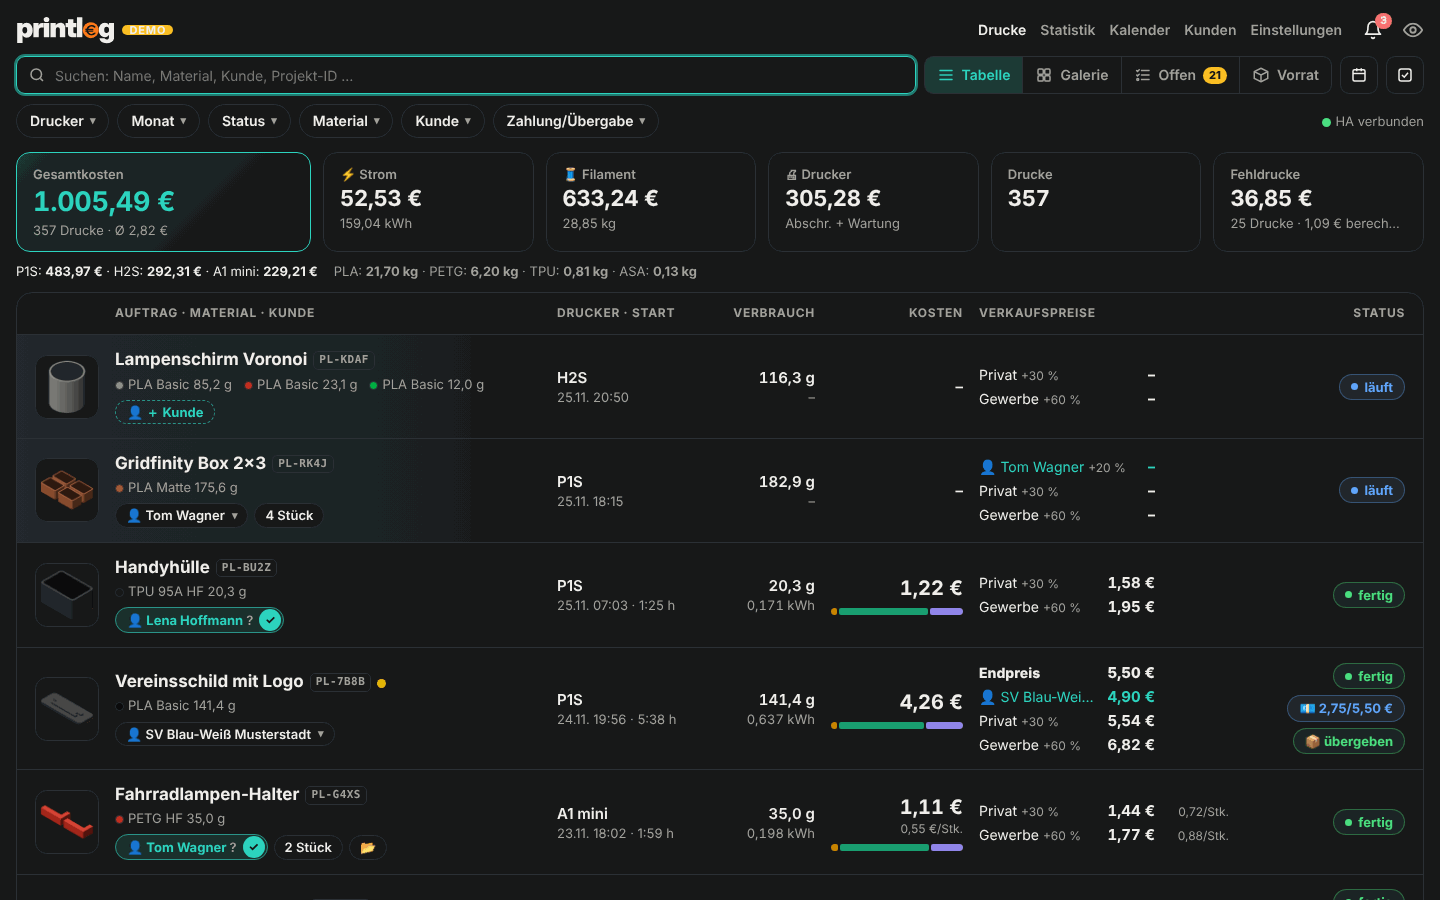 printlog DEMO
Drucke Statistik Kalender Kunden Einstellungen 3
Suchen: Name, Material, Kunde, Projekt-ID ...
Tabelle Galerie Offen 21 Vorrat
Drucker ▾ Monat ▾ Status ▾ Material ▾ Kunde ▾ Zahlung/Übergabe ▾
HA verbunden
Gesamtkosten
1.005,49 €
357 Drucke · Ø 2,82 €
⚡ Strom
52,53 €
159,04 kWh
🧵 Filament
633,24 €
28,85 kg
🖨 Drucker
305,28 €
Abschr. + Wartung
Drucke
357
Fehldrucke
36,85 €
25 Drucke · 1,09 € berech...
P1S: 483,97 € · H2S: 292,31 € · A1 mini: 229,21 € PLA: 21,70 kg · PETG: 6,20 kg · TPU: 0,81 kg · ASA: 0,13 kg
AUFTRAG · MATERIAL · KUNDE DRUCKER · START VERBRAUCH KOSTEN VERKAUFSPREISE STATUS
Lampenschirm Voronoi PL-KDAF
PLA Basic 85,2 g PLA Basic 23,1 g PLA Basic 12,0 g
👤 + Kunde
H2S
25.11. 20:50
116,3 g
–
–
Privat +30 % –
Gewerbe +60 % –
läuft
Gridfinity Box 2×3 PL-RK4J
PLA Matte 175,6 g
👤 Tom Wagner ▾ 4 Stück
P1S
25.11. 18:15
182,9 g
–
–
👤 Tom Wagner +20 % –
Privat +30 % –
Gewerbe +60 % –
läuft
Handyhülle PL-BU2Z
TPU 95A HF 20,3 g
👤 Lena Hoffmann ? ✓
P1S
25.11. 07:03 · 1:25 h
20,3 g
0,171 kWh
1,22 €
Privat +30 % 1,58 €
Gewerbe +60 % 1,95 €
fertig
Vereinsschild mit Logo PL-7B8B
PLA Basic 141,4 g
👤 SV Blau-Weiß Musterstadt ▾
P1S
24.11. 19:56 · 5:38 h
141,4 g
0,637 kWh
4,26 €
Endpreis 5,50 €
👤 SV Blau-Wei... 4,90 €
Privat +30 % 5,54 €
Gewerbe +60 % 6,82 €
fertig
💶 2,75/5,50 €
📦 übergeben
Fahrradlampen-Halter PL-G4XS
PETG HF 35,0 g
👤 Tom Wagner ? ✓ 2 Stück 📂
A1 mini
23.11. 18:02 · 1:59 h
35,0 g
0,198 kWh
1,11 €
0,55 €/Stk.
Privat +30 % 1,44 € 0,72/Stk.
Gewerbe +60 % 1,77 € 0,88/Stk.
fertig